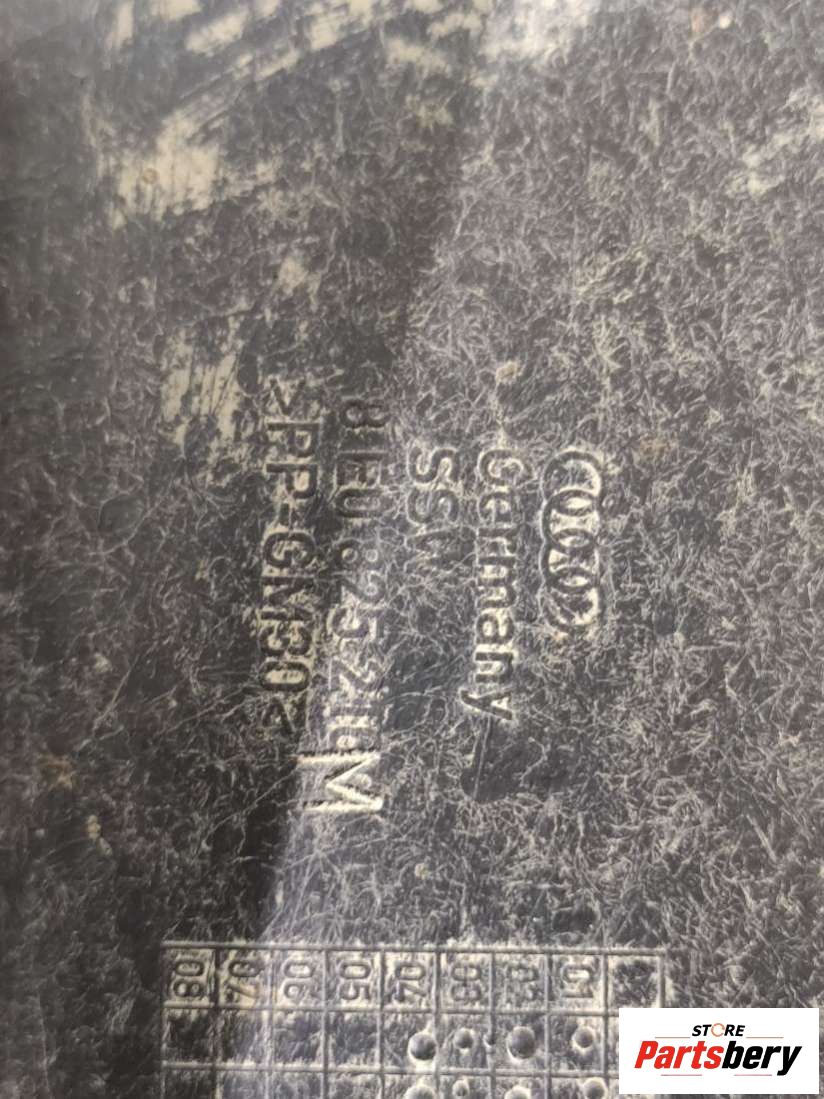 Germany
SSW
8E0 825 216 M
>PP-GM30<
01
02
03
04
05
06
07
08
STORE
Partsbery